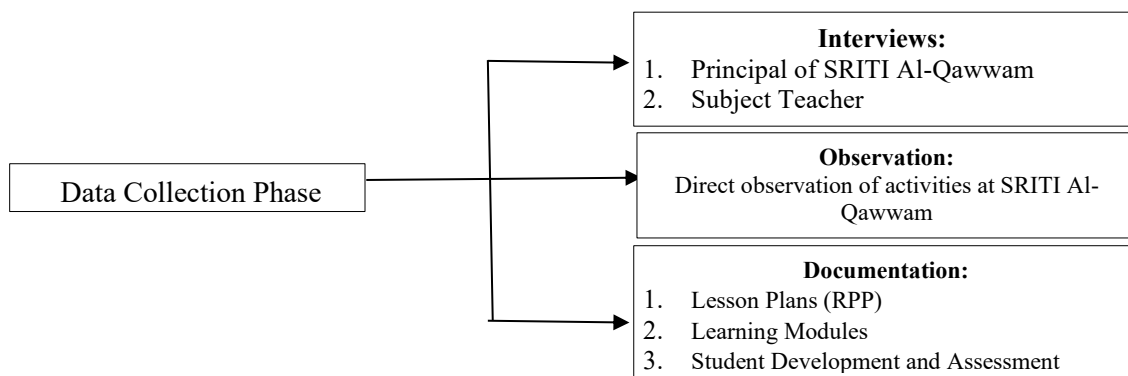 Data Collection Phase
Interviews:
1. Principal of SRITI Al-Qawwam
2. Subject Teacher
Observation:
Direct observation of activities at SRITI Al-
Qawwam
Documentation:
1. Lesson Plans (RPP)
2. Learning Modules
3. Student Development and Assessment